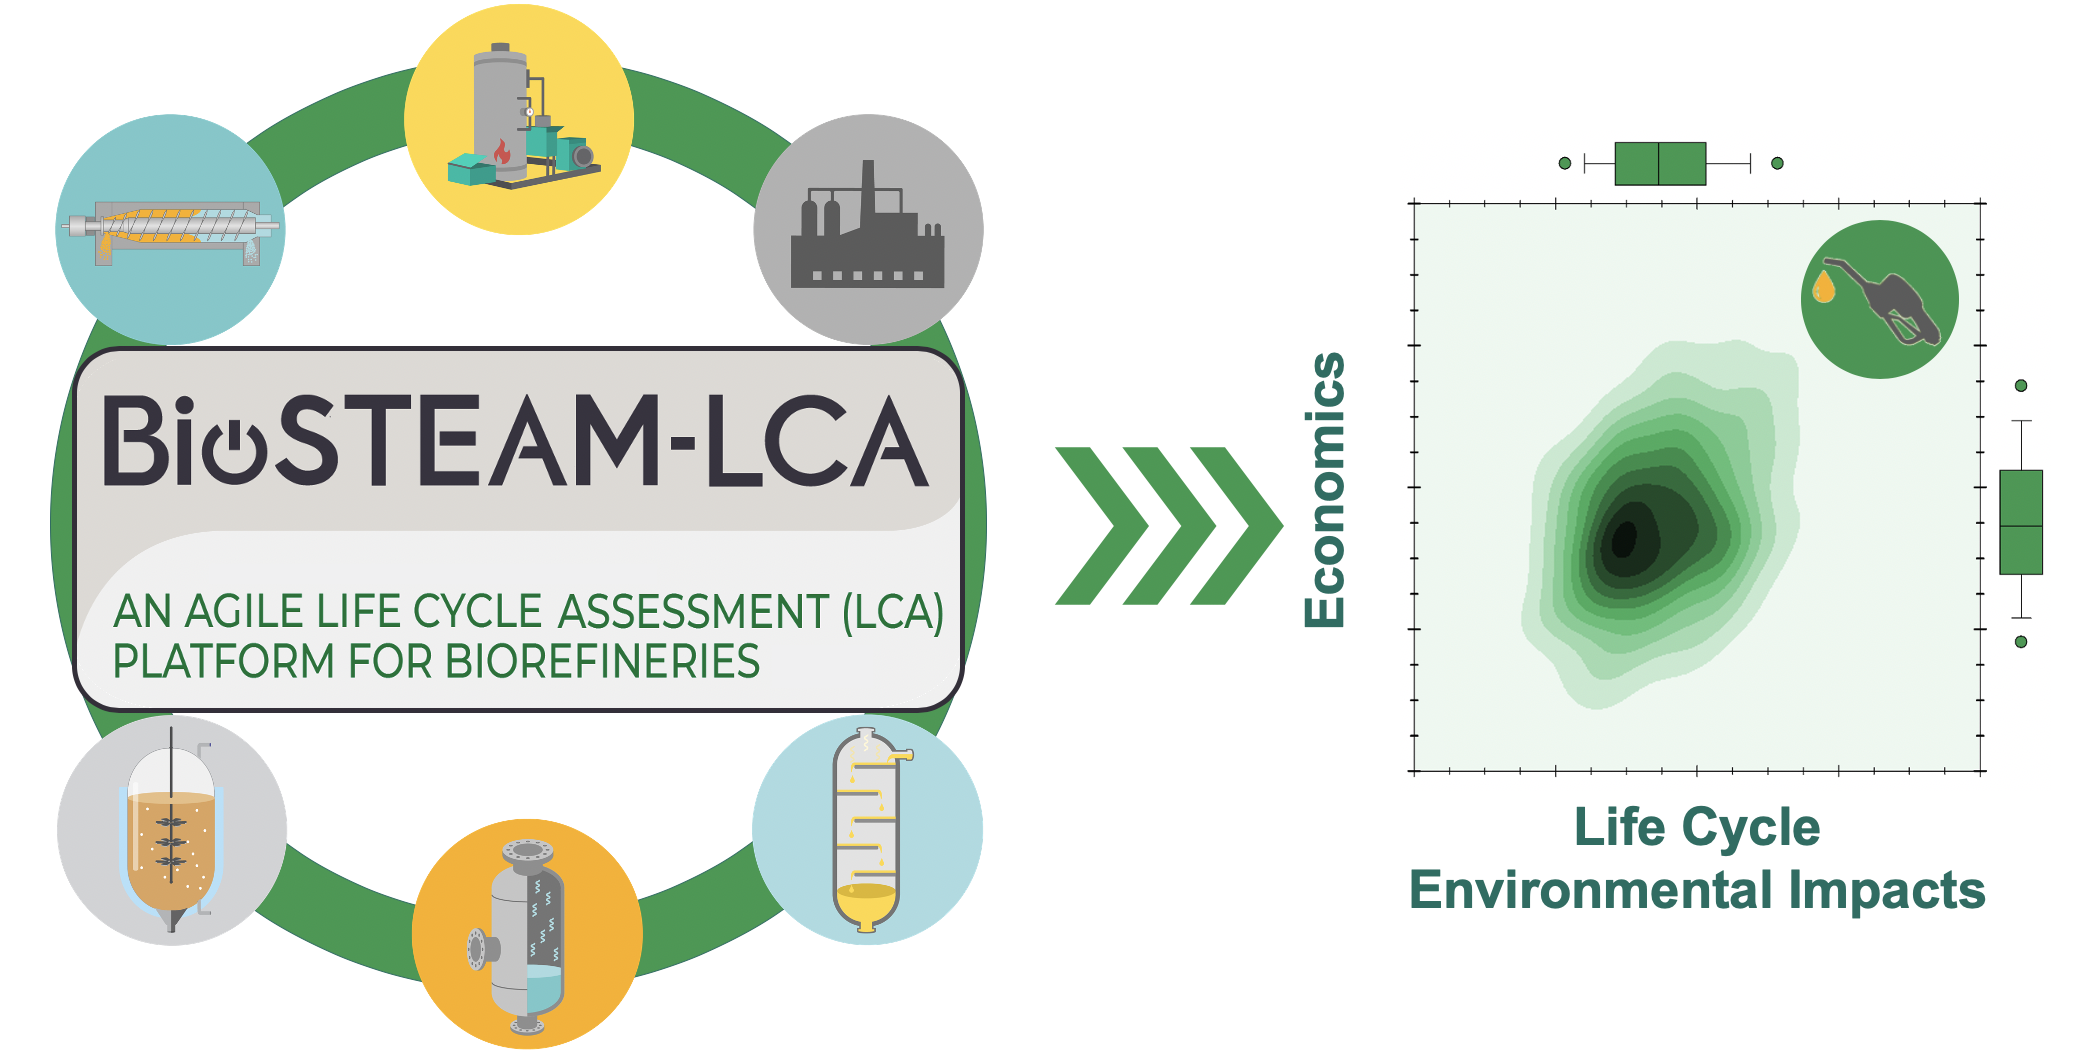 BioSTEAM-LCA
AN AGILE LIFE CYCLE ASSESSMENT (LCA)
PLATFORM FOR BIOREFINERIES
Economics
Life Cycle
Environmental Impacts